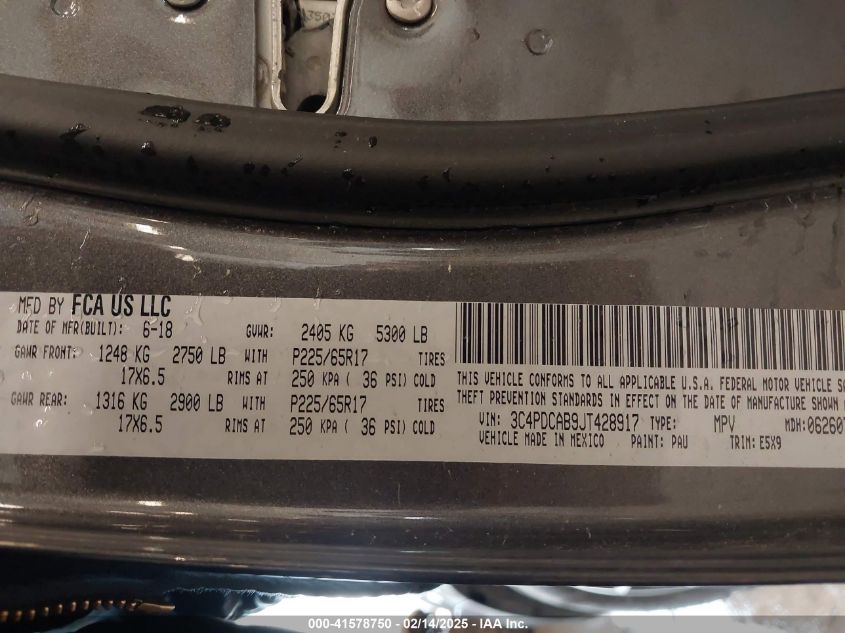 MFD BY FCA US LLC
DATE OF MFR(BUILT): 6-18 GVWR: 2405 KG 5300 LB
GAWR FRONT: 1248 KG 2750 LB WITH P225/65R17 TIRES
17X6.5 RIMS AT 250 KPA ( 36 PSI) COLD
GAWR REAR: 1316 KG 2900 LB WITH P225/65R17 TIRES
17X6.5 RIMS AT 250 KPA ( 36 PSI) COLD
THIS VEHICLE CONFORMS TO ALL APPLICABLE U.S.A. FEDERAL MOTOR VEHICLE
THEFT PREVENTION STANDARDS IN EFFECT ON THE DATE OF MANUFACTURE SHOWN
VIN: 3C4PDCAB9JT428917 TYPE: MPV MDH:06260
VEHICLE MADE IN MEXICO PAINT: PAU TRIM: E5X9
000-41578750 - 02/14/2025 - IAA Inc.